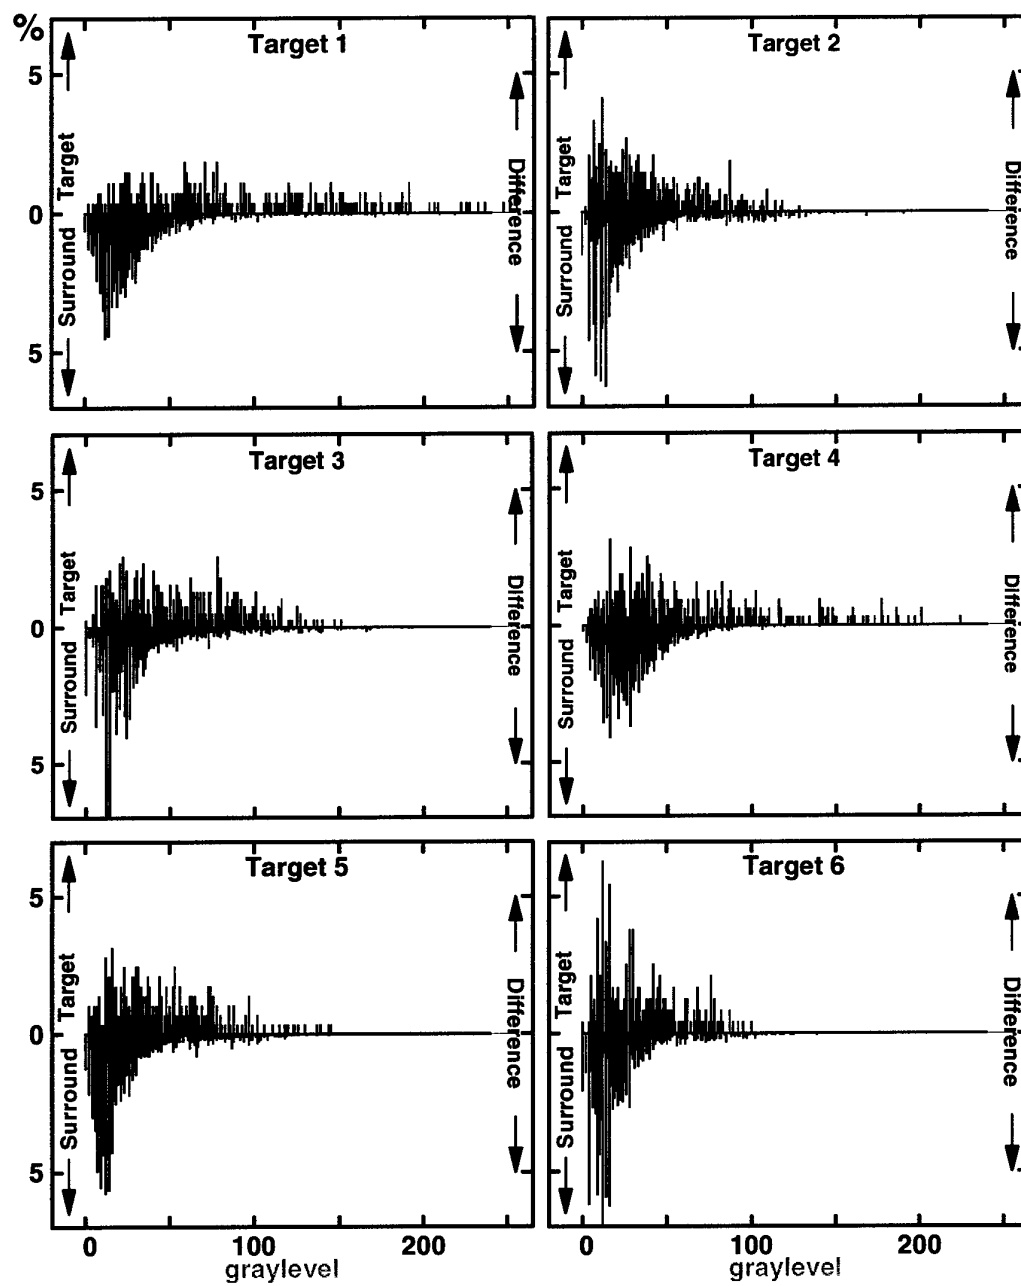 %
Target 1
Target 2
5
Target
Surround
Difference
0
5
Target
Surround
Difference
Target 3
Target 4
5
Target
Surround
Difference
0
5
Target
Surround
Difference
Target 5
Target 6
5
Target
Surround
Difference
0
5
Target
Surround
Difference
0 100 200
0 100 200
graylevel
graylevel